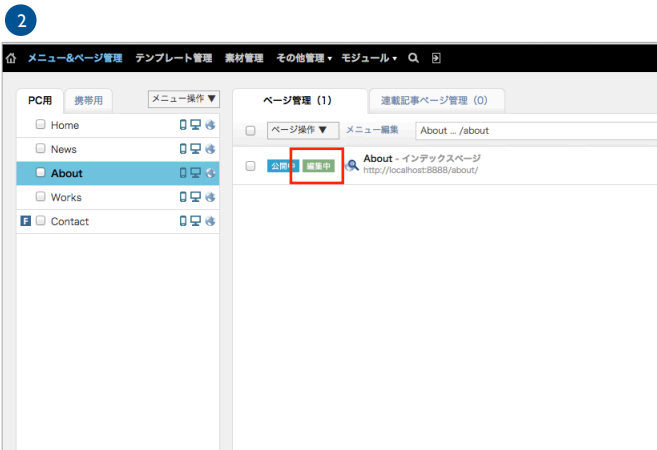 2
メニュー&ページ管理 テンプレート管理 素材管理 その他管理▼ モジュール▼
PC用 携帯用 メニュー操作▼
Home
News
About
Works
F Contact
ページ管理（1） 連載記事ページ管理（0）
ページ操作▼ メニュー編集 About ... /about
公開中 編集中 About - インデックスページ
http://localhost:8888/about/